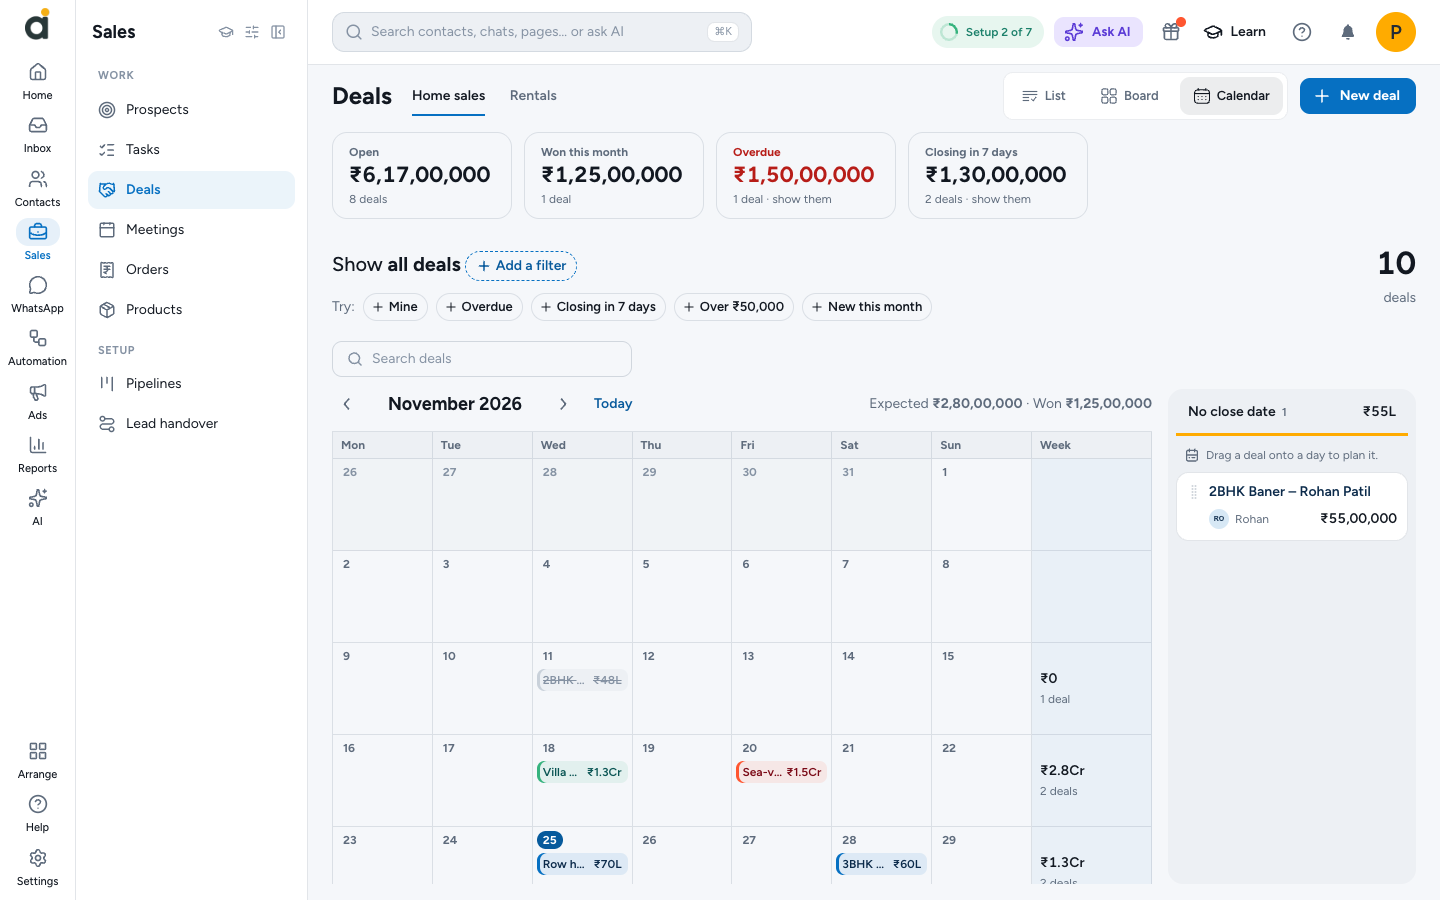 Sales
Search contacts, chats, pages... or ask AI
⌘K
Setup 2 of 7
Ask AI
Learn
P
Home
Inbox
Contacts
Sales
WhatsApp
Automation
Ads
Reports
AI
Arrange
Help
Settings
WORK
Prospects
Tasks
Deals
Meetings
Orders
Products
SETUP
Pipelines
Lead handover
Deals
Home sales
Rentals
List
Board
Calendar
New deal
Open
₹6,17,00,000
8 deals
Won this month
₹1,25,00,000
1 deal
Overdue
₹1,50,00,000
1 deal · show them
Closing in 7 days
₹1,30,00,000
2 deals · show them
Show all deals
Add a filter
10
deals
Try:
Mine
Overdue
Closing in 7 days
Over ₹50,000
New this month
Search deals
November 2026
Today
Expected ₹2,80,00,000 · Won ₹1,25,00,000
Mon Tue Wed Thu Fri Sat Sun Week
26 27 28 29 30 31 1
2 3 4 5 6 7 8
9 10 11 12 13 14 15
2BHK ... ₹48L
₹0
1 deal
16 17 18 19 20 21 22
Villa ... ₹1.3Cr
Sea-v... ₹1.5Cr
₹2.8Cr
2 deals
23 24 25 26 27 28 29
Row h... ₹70L
3BHK ... ₹60L
₹1.3Cr
2 deals
No close date 1
₹55L
Drag a deal onto a day to plan it.
2BHK Baner – Rohan Patil
RO
Rohan
₹55,00,000